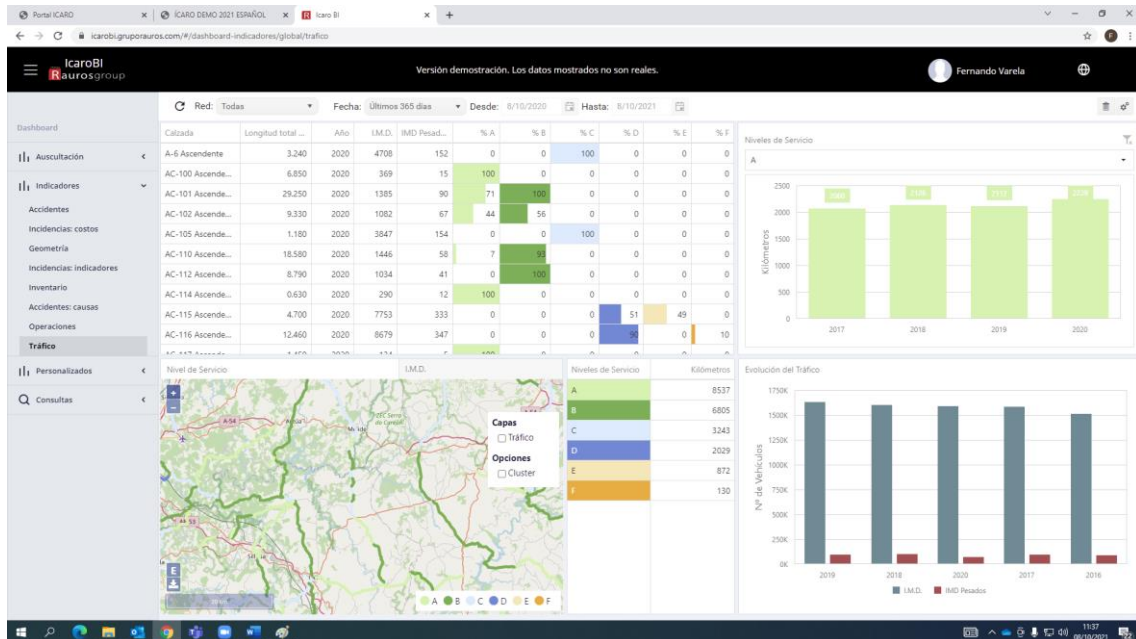 Portal ICARO
ÍCARO DEMO 2021 ESPAÑOL
Icaro BI
icarobi.gruporauros.com/#/dashboard-indicadores/global/trafico
F
IcaroBI
Raurosgroup
Versión demostración. Los datos mostrados no son reales.
Fernando Varela
Red: Todas Fecha: Últimos 365 dias Desde: 8/10/2020 Hasta: 8/10/2021
Dashboard
Auscultación
Indicadores
Accidentes
Incidencias: costos
Geometría
Incidencias: indicadores
Inventario
Accidentes: causas
Operaciones
Tráfico
Personalizados
Consultas
Calzada Longitud total ... Año I.M.D. IMD Pesad... % A % B % C % D % E % F
A-6 Ascendente 3.240 2020 4708 152 0 0 100 0 0 0
AC-100 Ascende... 6.850 2020 369 15 100 0 0 0 0 0
AC-101 Ascende... 29.250 2020 1385 90 71 100 0 0 0 0
AC-102 Ascende... 9.330 2020 1082 67 44 56 0 0 0 0
AC-105 Ascende... 1.180 2020 3847 154 0 0 100 0 0 0
AC-110 Ascende... 18.580 2020 1446 58 7 93 0 0 0 0
AC-112 Ascende... 8.790 2020 1034 41 0 100 0 0 0 0
AC-114 Ascende... 0.630 2020 290 12 100 0 0 0 0 0
AC-115 Ascende... 4.700 2020 7753 333 0 0 0 51 49 0
AC-116 Ascende... 12.460 2020 8679 347 0 0 0 90 0 10
Niveles de Servicio
A
Kilómetros
2500
2000
1500
1000
500
0
2017 2018 2019 2020
Nivel de Servicio I.M.D.
A-54
Capas
Tráfico
Opciones
Cluster
E
A B C D E F
Niveles de Servicio Kilómetros
A 8537
B 6805
C 3243
D 2029
E 872
F 130
Evolución del Tráfico
Nº de Vehículos
1750K
1500K
1250K
1000K
750K
500K
250K
0K
2019 2018 2020 2017 2016
I.M.D. IMD Pesados
11:37
08/10/2021